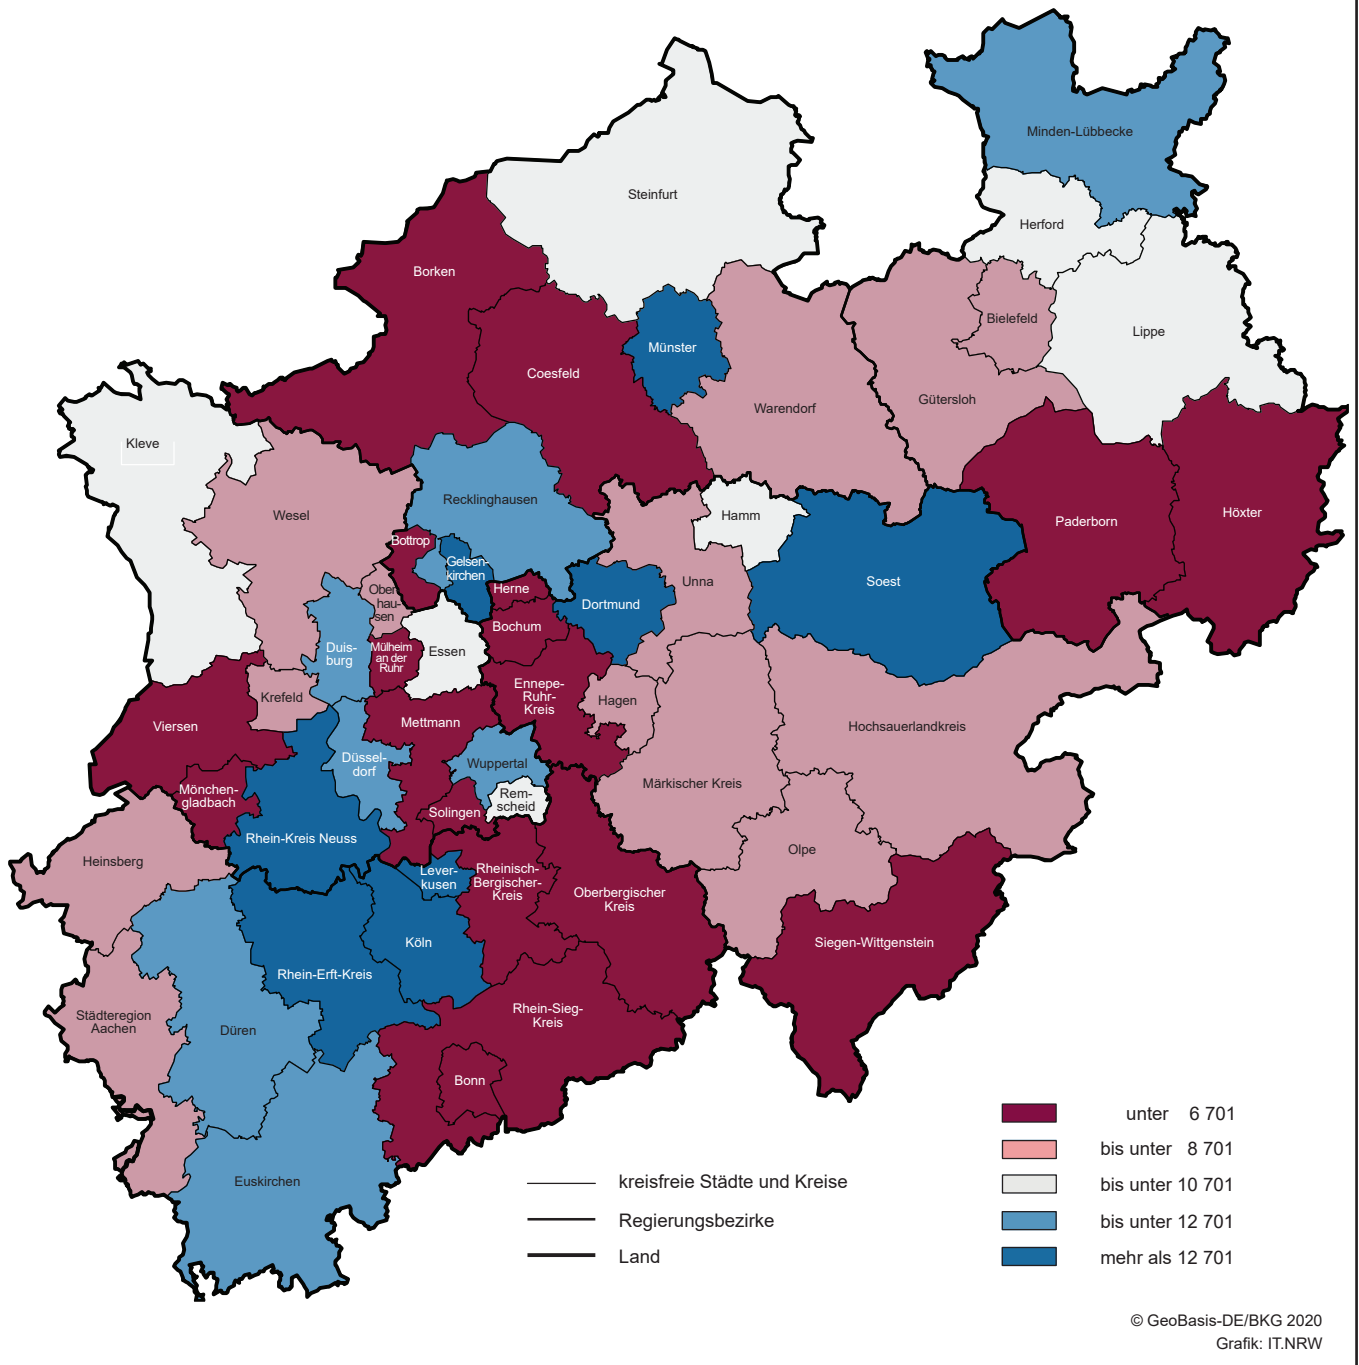 Minden-Lübbecke
Steinfurt
Herford
Borken
Bielefeld
Lippe
Münster
Coesfeld
Gütersloh
Warendorf
Kleve
Recklinghausen
Wesel
Hamm
Paderborn
Höxter
Bottrop
Gelsen-
kirchen
Soest
Unna
Herne
Ober
hau-
sen
Dortmund
Bochum
Duis-
burg
Mülheim
an der
Ruhr
Essen
Ennepe-
Ruhr-
Kreis
Krefeld
Hagen
Viersen
Mettmann
Hochsauerlandkreis
Düssel-
dorf
Wuppertal
Märkischer Kreis
Mönchen-
gladbach
Rem-
scheid
Solingen
Rhein-Kreis Neuss
Olpe
Heinsberg
Lever-
kusen
Rheinisch-
Bergischer-
Kreis
Oberbergischer
Kreis
Köln
Siegen-Wittgenstein
Rhein-Erft-Kreis
Städteregion
Aachen
Düren
Rhein-Sieg-
Kreis
Bonn
Euskirchen
kreisfreie Städte und Kreise
Regierungsbezirke
Land
unter 6 701
bis unter 8 701
bis unter 10 701
bis unter 12 701
mehr als 12 701
© GeoBasis-DE/BKG 2020
Grafik: IT.NRW